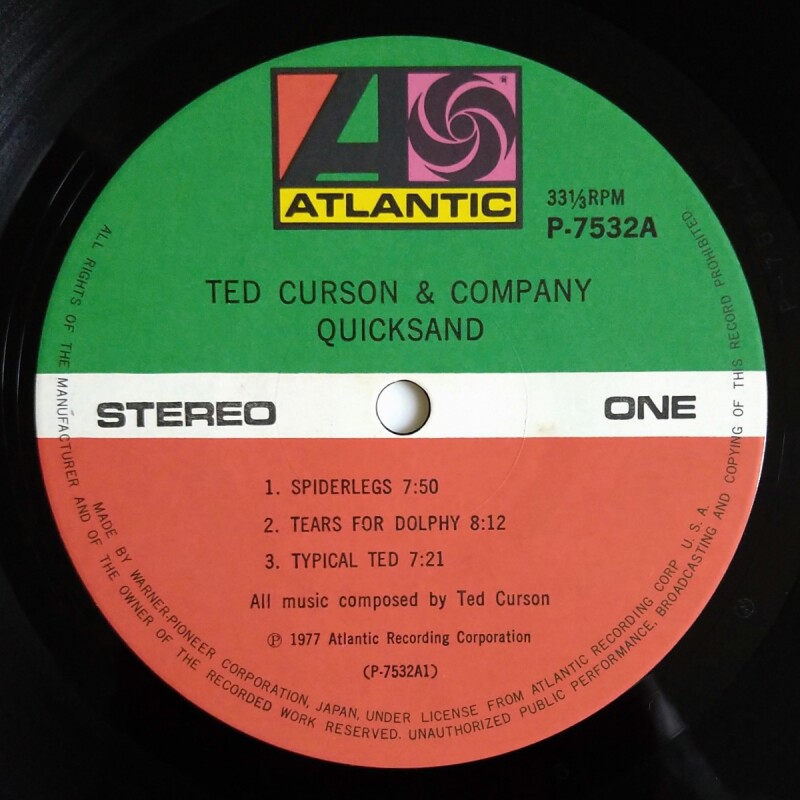 ATLANTIC
33⅓RPM
P-7532A
TED CURSON & COMPANY
QUICKSAND
STEREO
ONE
1. SPIDERLEGS 7:50
2. TEARS FOR DOLPHY 8:12
3. TYPICAL TED 7:21
All music composed by Ted Curson
Ⓟ 1977 Atlantic Recording Corporation
(P-7532A1)
MADE BY WARNER-PIONEER CORPORATION, JAPAN, UNDER LICENSE FROM ATLANTIC RECORDING CORP. U.S.A.
ALL RIGHTS OF THE MANUFACTURER AND OF THE OWNER OF THE RECORDED WORK RESERVED. UNAUTHORIZED PUBLIC PERFORMANCE, BROADCASTING AND COPYING OF THIS RECORD PROHIBITED